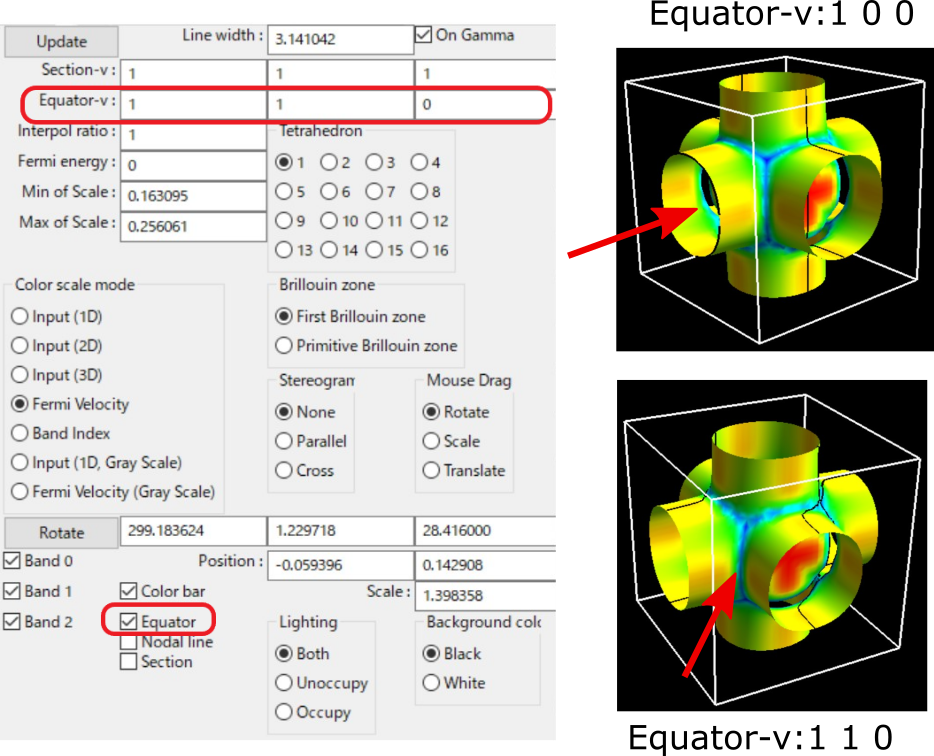 Equator-v:1 0 0
Update
Line width :
3.141042
On Gamma
Section-v :
1
1
1
Equator-v :
1
1
0
Interpol ratio :
1
Tetrahedron
Fermi energy :
0
1 2 3 4
Min of Scale :
0.163095
5 6 7 8
Max of Scale :
0.256061
9 10 11 12
13 14 15 16
Color scale mode
Input (1D)
Input (2D)
Input (3D)
Fermi Velocity
Band Index
Input (1D, Gray Scale)
Fermi Velocity (Gray Scale)
Brillouin zone
First Brillouin zone
Primitive Brillouin zone
Stereogram
None
Parallel
Cross
Mouse Drag
Rotate
Scale
Translate
Rotate
299.183624
1.229718
28.416000
Band 0
Position :
-0.059396
0.142908
Band 1
Color bar
Scale :
1.398358
Band 2
Equator
Nodal line
Section
Lighting
Both
Unoccupy
Occupy
Background colo
Black
White
Equator-v:1 1 0